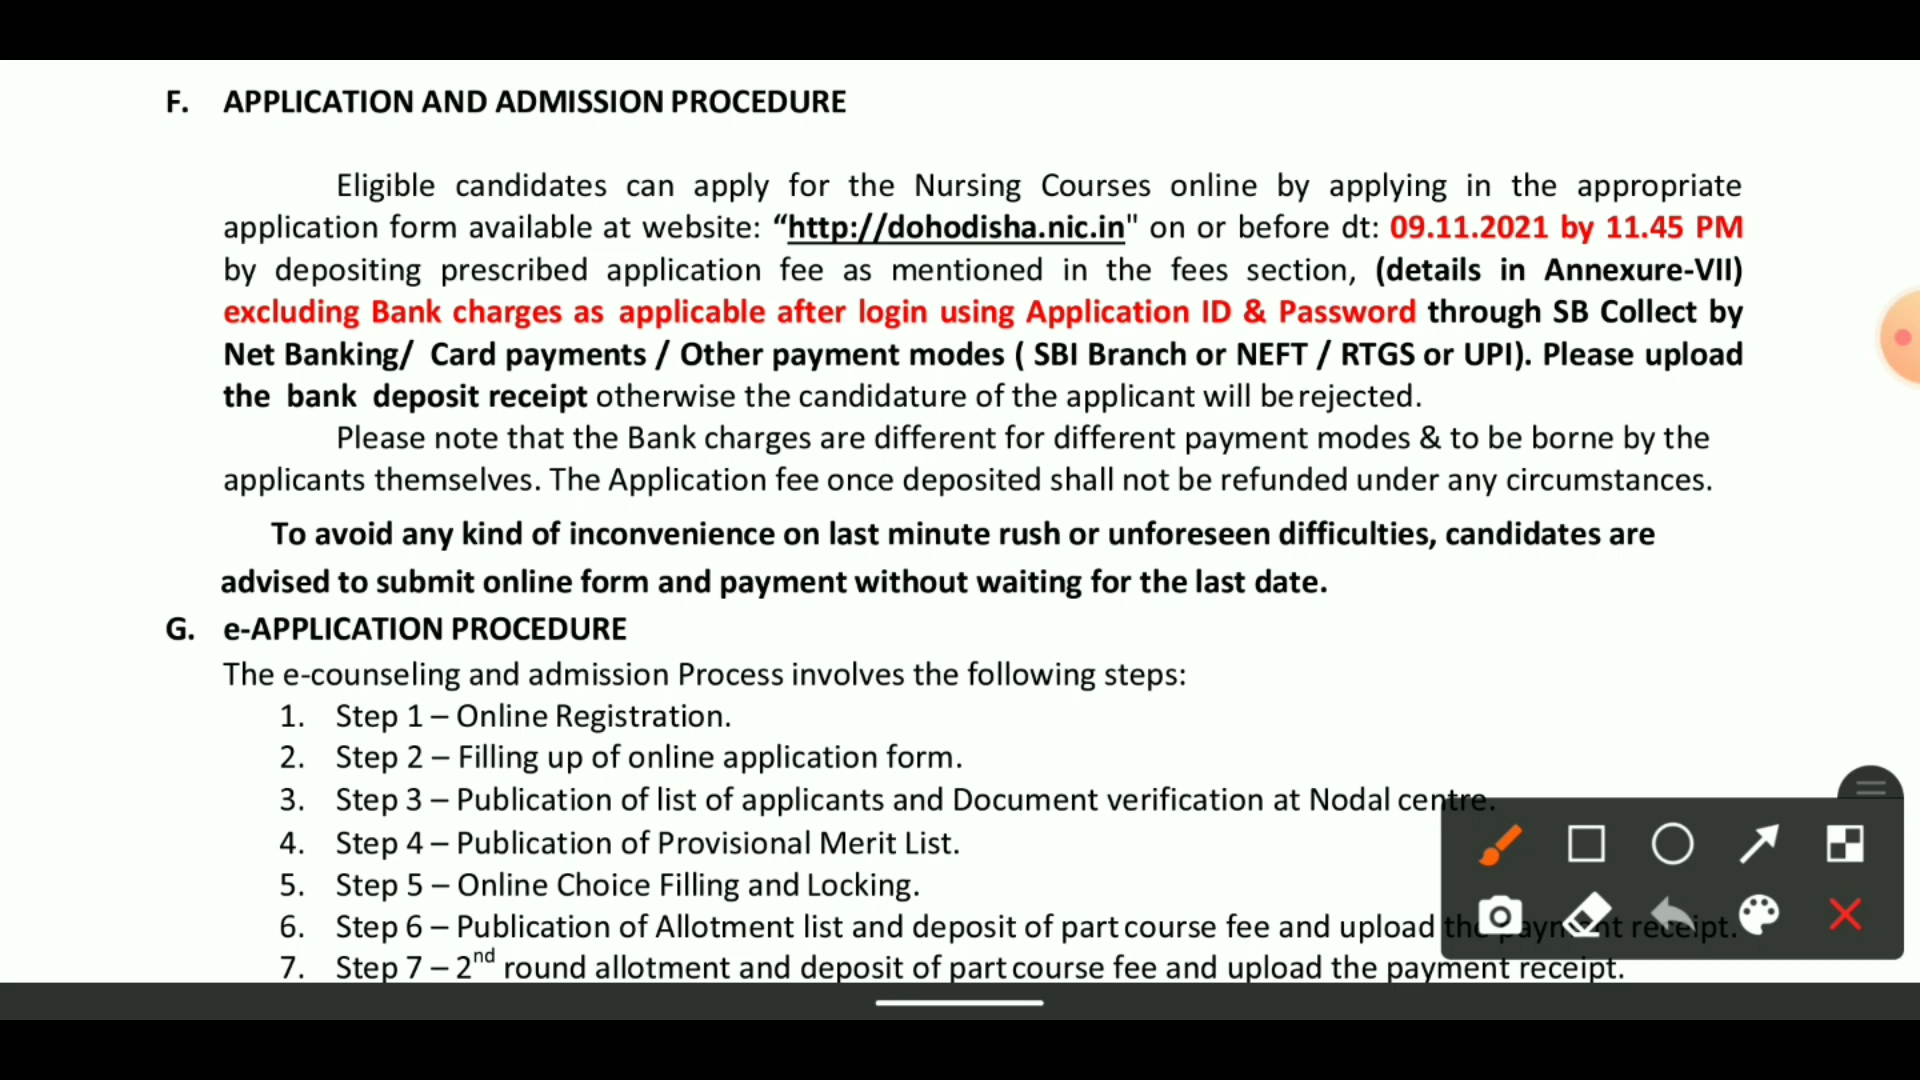 F. APPLICATION AND ADMISSION PROCEDURE
Eligible candidates can apply for the Nursing Courses online by applying in the appropriate
application form available at website: “http://dohodisha.nic.in" on or before dt: 09.11.2021 by 11.45 PM
by depositing prescribed application fee as mentioned in the fees section, (details in Annexure-VII)
excluding Bank charges as applicable after login using Application ID & Password through SB Collect by
Net Banking/ Card payments / Other payment modes ( SBI Branch or NEFT / RTGS or UPI). Please upload
the bank deposit receipt otherwise the candidature of the applicant will be rejected.
Please note that the Bank charges are different for different payment modes & to be borne by the
applicants themselves. The Application fee once deposited shall not be refunded under any circumstances.
To avoid any kind of inconvenience on last minute rush or unforeseen difficulties, candidates are
advised to submit online form and payment without waiting for the last date.
G. e-APPLICATION PROCEDURE
The e-counseling and admission Process involves the following steps:
1. Step 1 – Online Registration.
2. Step 2 – Filling up of online application form.
3. Step 3 – Publication of list of applicants and Document verification at Nodal centre.
4. Step 4 – Publication of Provisional Merit List.
5. Step 5 – Online Choice Filling and Locking.
6. Step 6 – Publication of Allotment list and deposit of part course fee and upload the payment receipt.
7. Step 7 – 2nd round allotment and deposit of part course fee and upload the payment receipt.